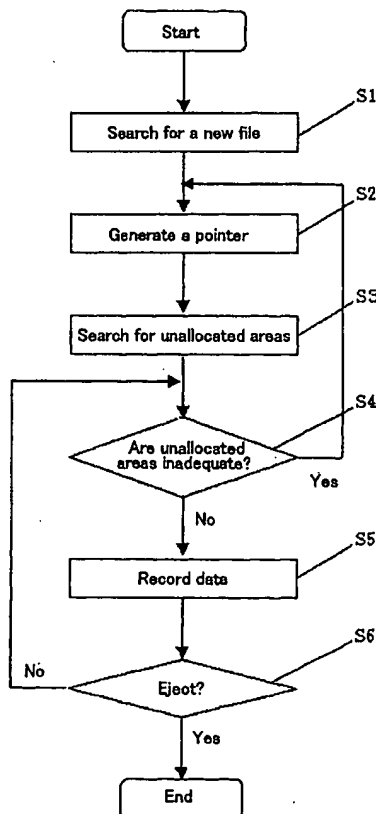 Start
S1
Search for a new file
S2
Generate a pointer
S3
Search for unallocated areas
S4
Are unallocated
areas inadequate?
Yes
No
S5
Record data
S6
No
Eject?
Yes
End